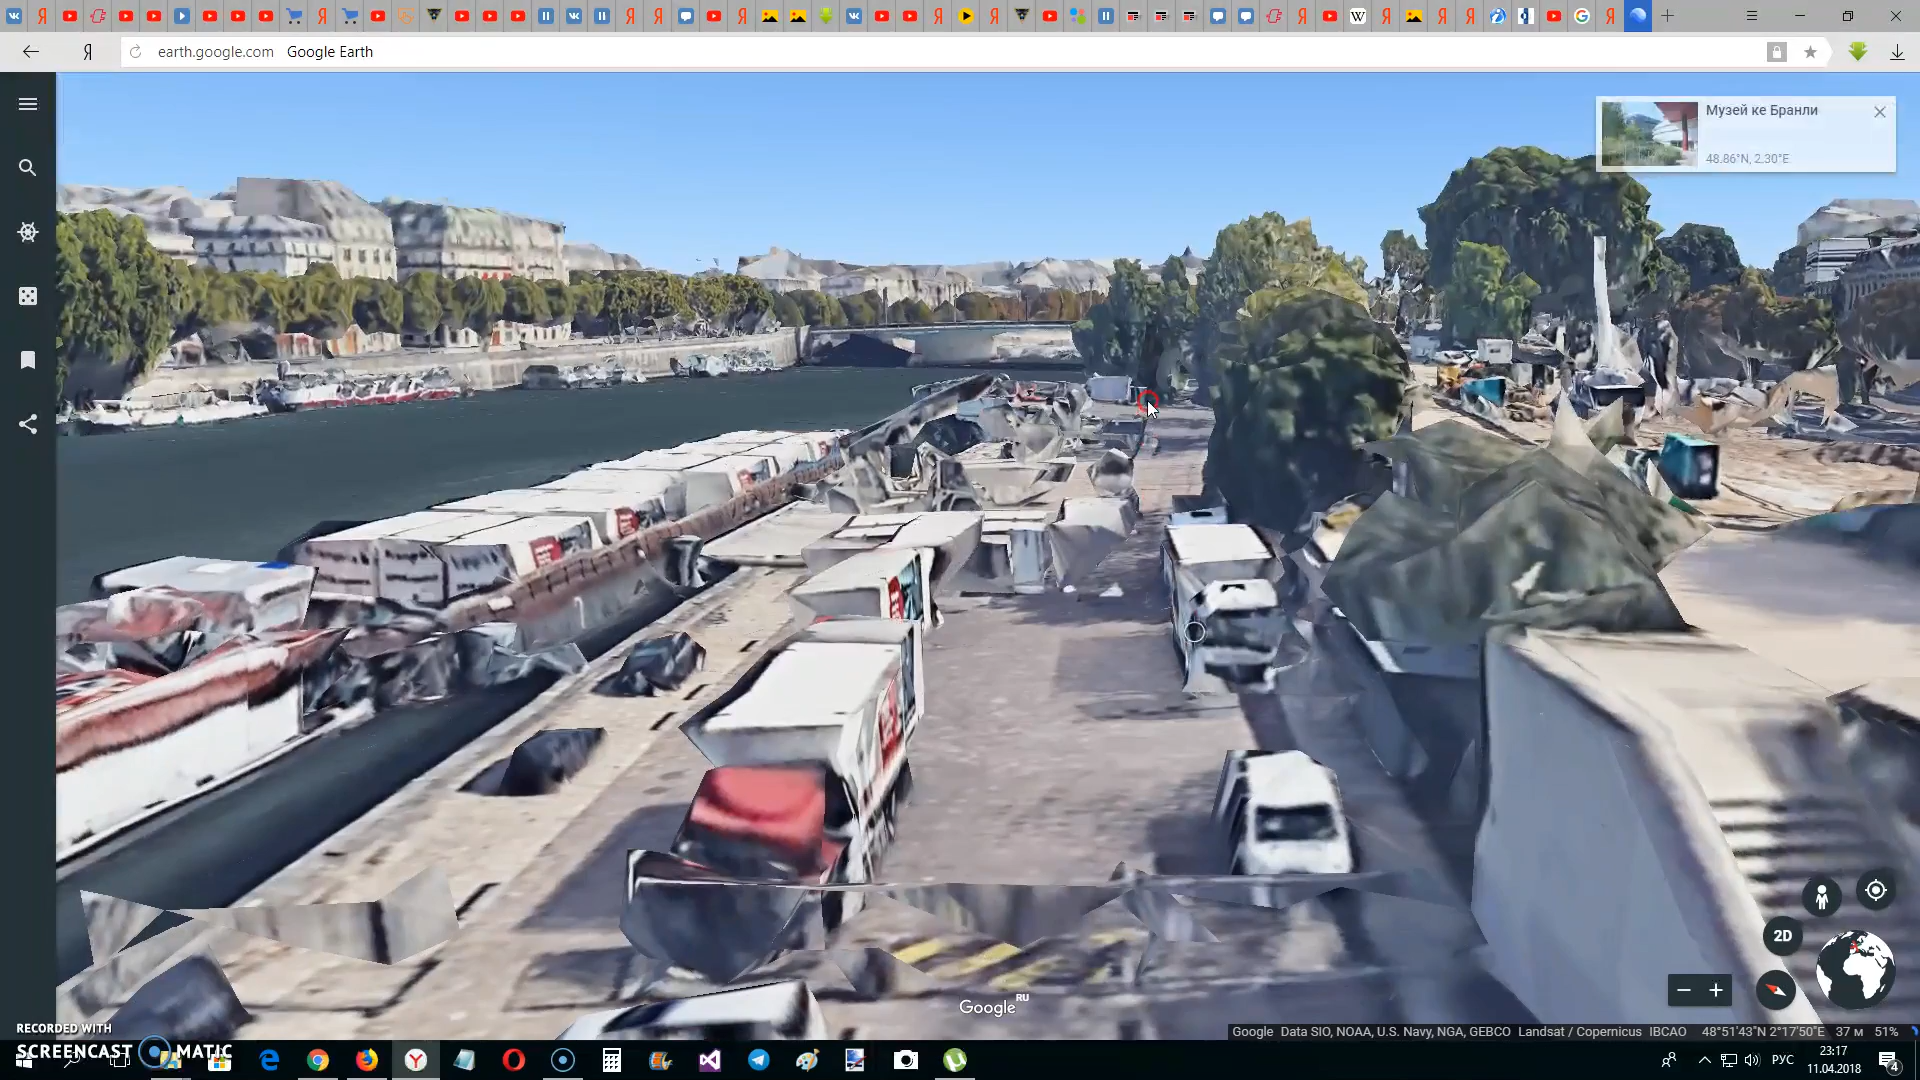 earth.google.com Google Earth
Музей ке Бранли
48.86°N, 2.30°E
2D
Google RU
Google Data SIO, NOAA, U.S. Navy, NGA, GEBCO Landsat / Copernicus IBCAO 48°51'43"N 2°17'50"E 37 м 51%
RECORDED WITH
SCREENCAST MATIC
РУС
23:17
11.04.2018
4